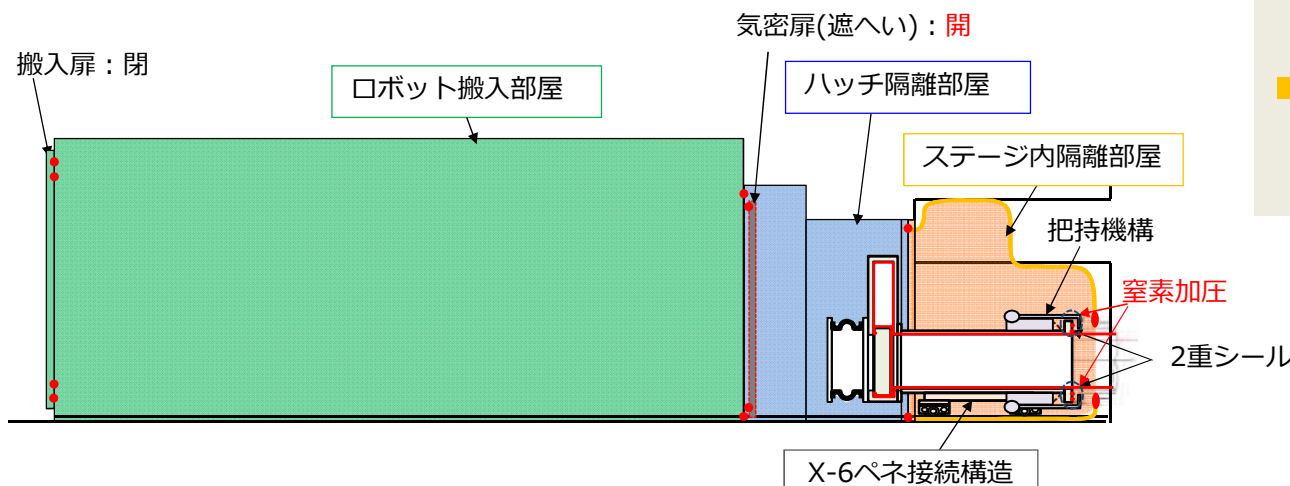 気密扉(遮へい)：開
搬入扉：閉
ロボット搬入部屋
ハッチ隔離部屋
ステージ内隔離部屋
把持機構
窒素加圧
2重シール
X-6ペネ接続構造